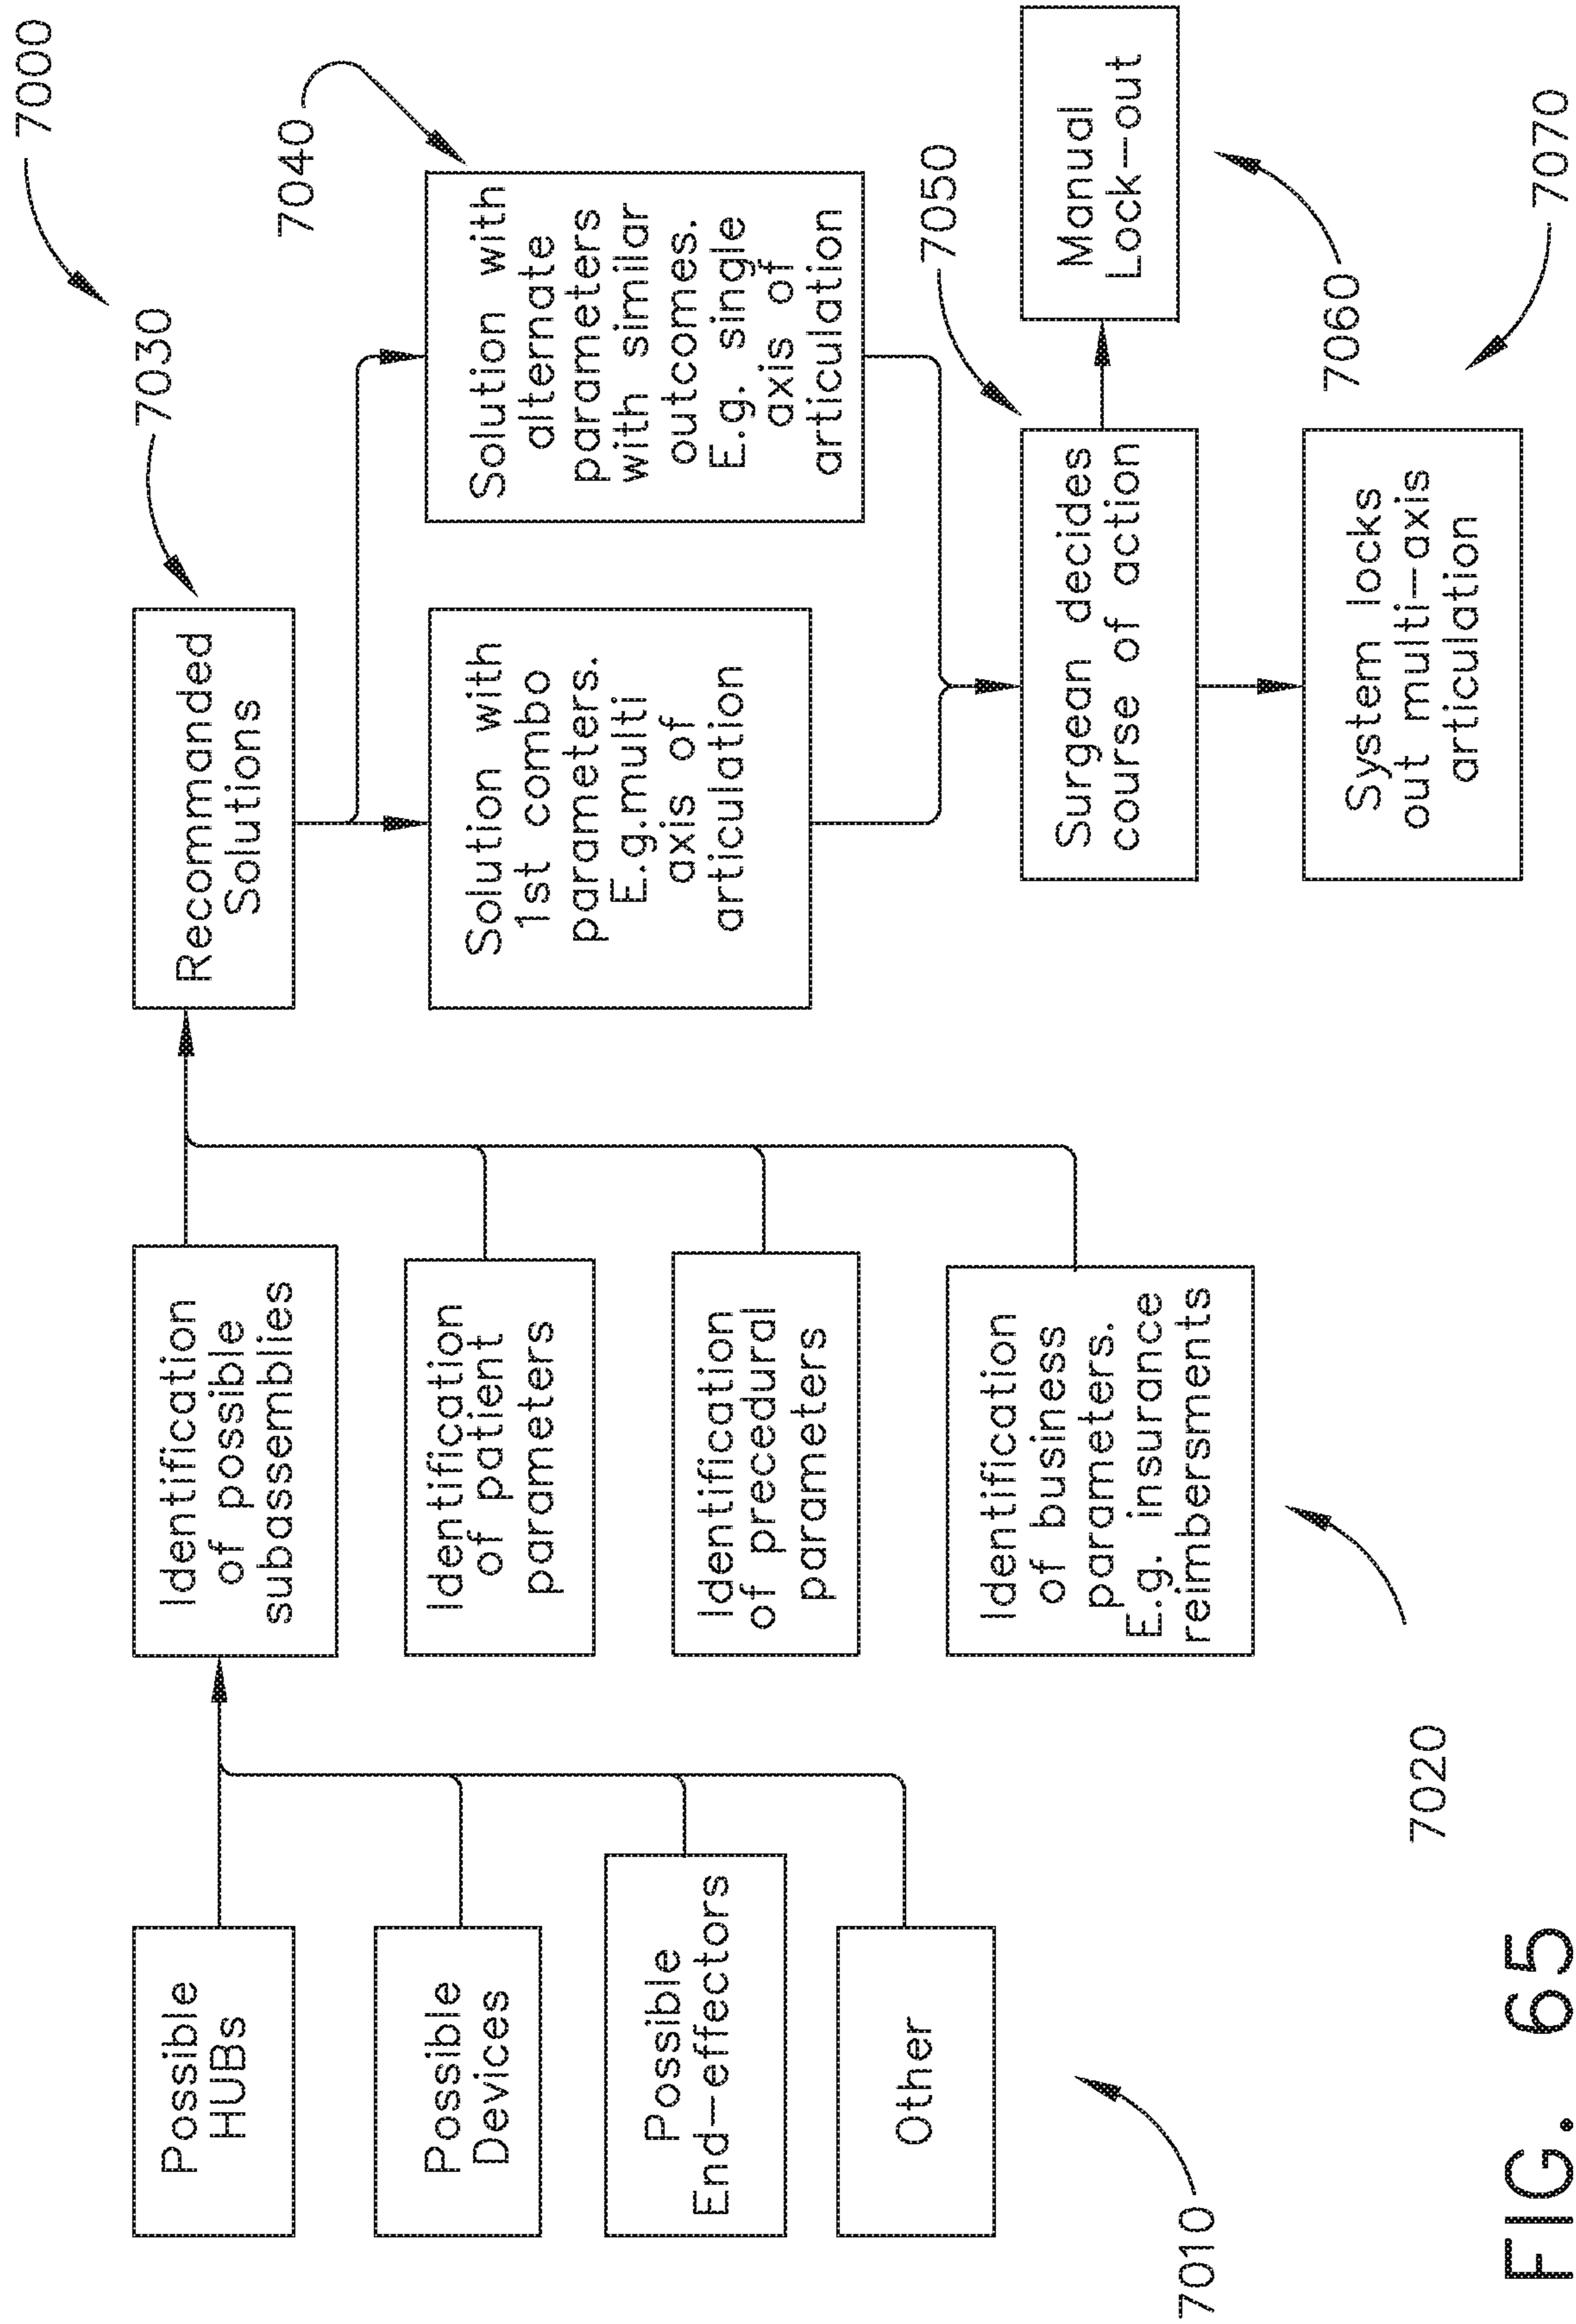 7000
7030
7040
Recommanded
Solutions
Solution with
1st combo
parameters.
E.g.multi
axis of
articulation
Solution with
alternate
parameters
with similar
outcomes.
E.g. single
axis of
articulation
7050
Surgean decides
course of action
Manual
Lock-out
7060
System locks
out multi-axis
articulation
7070
Identification
of possible
subassemblies
Identification
of patient
parameters
Identification
of precedural
parameters
Identification
of business
parameters.
E.g. insurance
reimbersments
7020
Possible
HUBs
Possible
Devices
Possible
End-effectors
Other
7010
FIG. 65